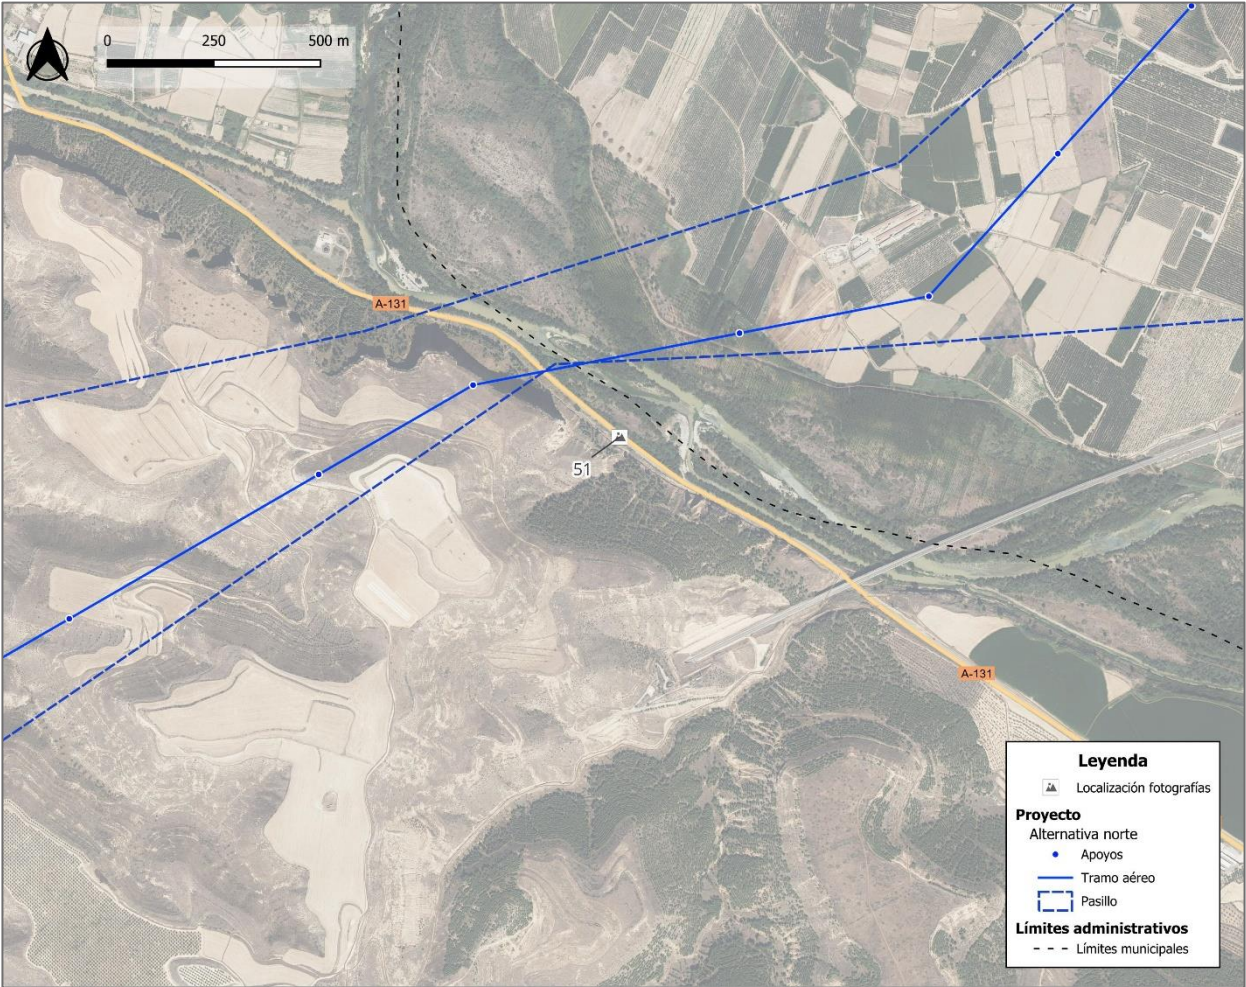 0 250 500 m
A-131
51
A-131
Leyenda
Localización fotografías
Proyecto
Alternativa norte
Apoyos
Tramo aéreo
Pasillo
Límites administrativos
Límites municipales